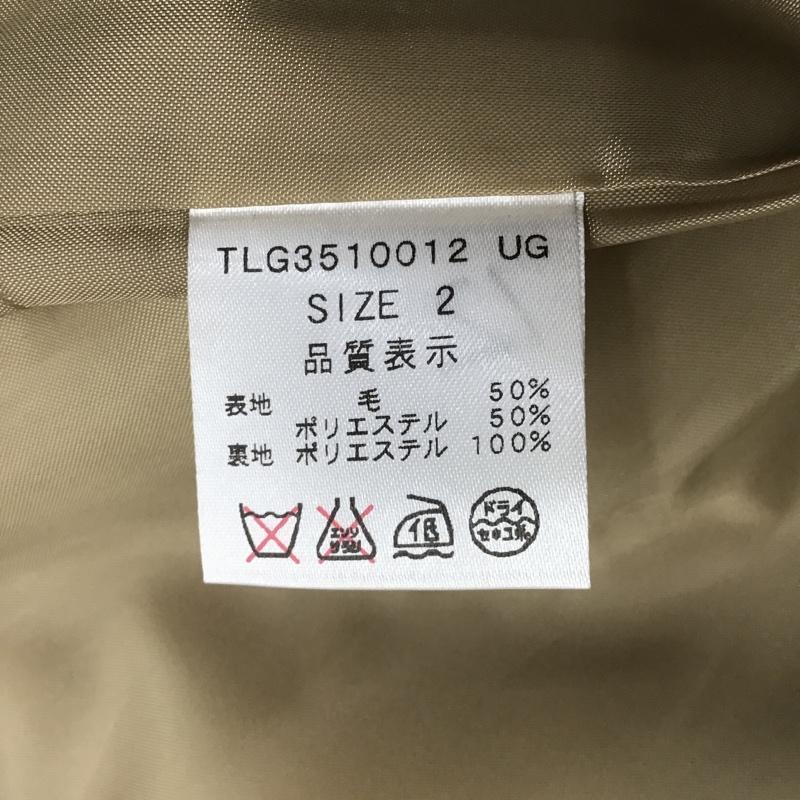 TLG3510012 UG
SIZE 2
品質表示
表地 毛 50%
ポリエステル 50%
裏地 ポリエステル 100%
エンソ サラシ 低 ドライ セキユ系